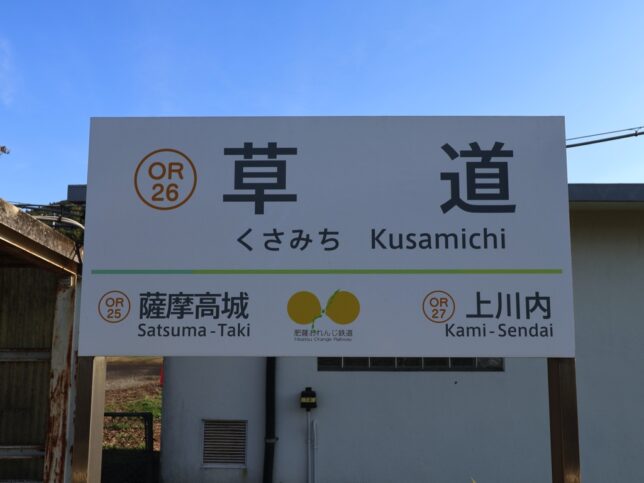 OR
26
草道
くさみち Kusamichi
OR
25
薩摩高城
Satsuma-Taki
肥薩おれんじ鉄道
Hisatsu Orange Railway
OR
27
上川内
Kami-Sendai